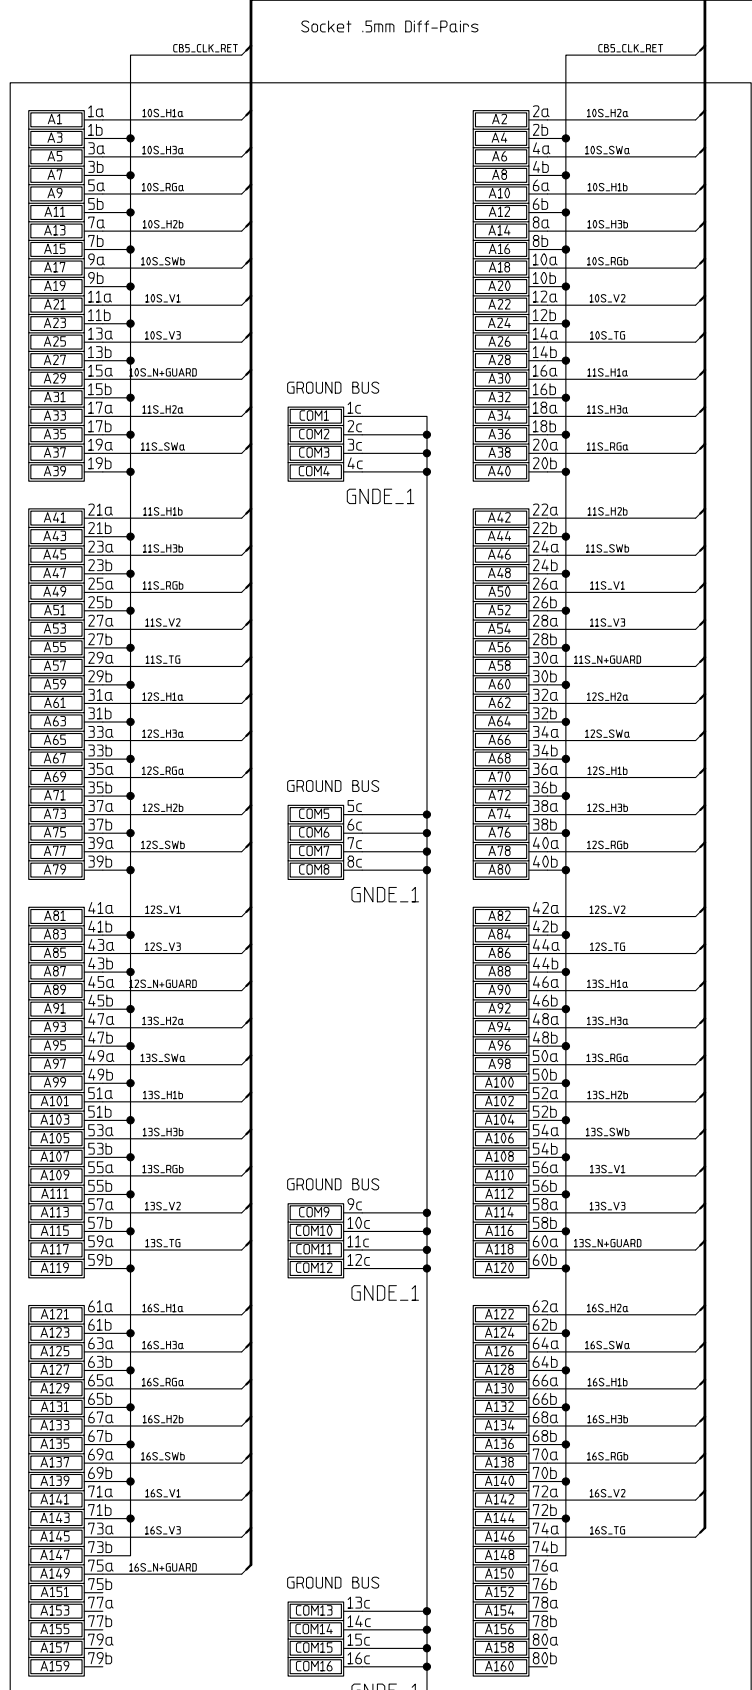 Socket .5mm Diff-Pairs
CB5_CLK_RET
A1 1a 10S_H1a
A3 1b
A5 3a 10S_H3a
A7 3b
A9 5a 10S_RGa
A11 5b
A13 7a 10S_H2b
A15 7b
A17 9a 10S_SWb
A19 9b
A21 11a 10S_V1
A23 11b
A25 13a 10S_V3
A27 13b
A29 15a 10S_N+GUARD
A31 15b
A33 17a 11S_H2a
A35 17b
A37 19a 11S_SWa
A39 19b
A41 21a 11S_H1b
A43 21b
A45 23a 11S_H3b
A47 23b
A49 25a 11S_RGb
A51 25b
A53 27a 11S_V2
A55 27b
A57 29a 11S_TG
A59 29b
A61 31a 12S_H1a
A63 31b
A65 33a 12S_H3a
A67 33b
A69 35a 12S_RGa
A71 35b
A73 37a 12S_H2b
A75 37b
A77 39a 12S_SWb
A79 39b
A81 41a 12S_V1
A83 41b
A85 43a 12S_V3
A87 43b
A89 45a 12S_N+GUARD
A91 45b
A93 47a 13S_H2a
A95 47b
A97 49a 13S_SWa
A99 49b
A101 51a 13S_H1b
A103 51b
A105 53a 13S_H3b
A107 53b
A109 55a 13S_RGb
A111 55b
A113 57a 13S_V2
A115 57b
A117 59a 13S_TG
A119 59b
A121 61a 16S_H1a
A123 61b
A125 63a 16S_H3a
A127 63b
A129 65a 16S_RGa
A131 65b
A133 67a 16S_H2b
A135 67b
A137 69a 16S_SWb
A139 69b
A141 71a 16S_V1
A143 71b
A145 73a 16S_V3
A147 73b
A149 75a 16S_N+GUARD
A151 75b
A153 77a
A155 77b
A157 79a
A159 79b
GROUND BUS
COM1 1c
COM2 2c
COM3 3c
COM4 4c
GNDE_1
GROUND BUS
COM5 5c
COM6 6c
COM7 7c
COM8 8c
GNDE_1
GROUND BUS
COM9 9c
COM10 10c
COM11 11c
COM12 12c
GNDE_1
GROUND BUS
COM13 13c
COM14 14c
COM15 15c
COM16 16c
GNDE_1
CB5_CLK_RET
A2 2a 10S_H2a
A4 2b
A6 4a 10S_SWa
A8 4b
A10 6a 10S_H1b
A12 6b
A14 8a 10S_H3b
A16 8b
A18 10a 10S_RGb
A20 10b
A22 12a 10S_V2
A24 12b
A26 14a 10S_TG
A28 14b
A30 16a 11S_H1a
A32 16b
A34 18a 11S_H3a
A36 18b
A38 20a 11S_RGa
A40 20b
A42 22a 11S_H2b
A44 22b
A46 24a 11S_SWb
A48 24b
A50 26a 11S_V1
A52 26b
A54 28a 11S_V3
A56 28b
A58 30a 11S_N+GUARD
A60 30b
A62 32a 12S_H2a
A64 32b
A66 34a 12S_SWa
A68 34b
A70 36a 12S_H1b
A72 36b
A74 38a 12S_H3b
A76 38b
A78 40a 12S_RGb
A80 40b
A82 42a 12S_V2
A84 42b
A86 44a 12S_TG
A88 44b
A90 46a 13S_H1a
A92 46b
A94 48a 13S_H3a
A96 48b
A98 50a 13S_RGa
A100 50b
A102 52a 13S_H2b
A104 52b
A106 54a 13S_SWb
A108 54b
A110 56a 13S_V1
A112 56b
A114 58a 13S_V3
A116 58b
A118 60a 13S_N+GUARD
A120 60b
A122 62a 16S_H2a
A124 62b
A126 64a 16S_SWa
A128 64b
A130 66a 16S_H1b
A132 66b
A134 68a 16S_H3b
A136 68b
A138 70a 16S_RGb
A140 70b
A142 72a 16S_V2
A144 72b
A146 74a 16S_TG
A148 74b
A150 76a
A152 76b
A154 78a
A156 78b
A158 80a
A160 80b